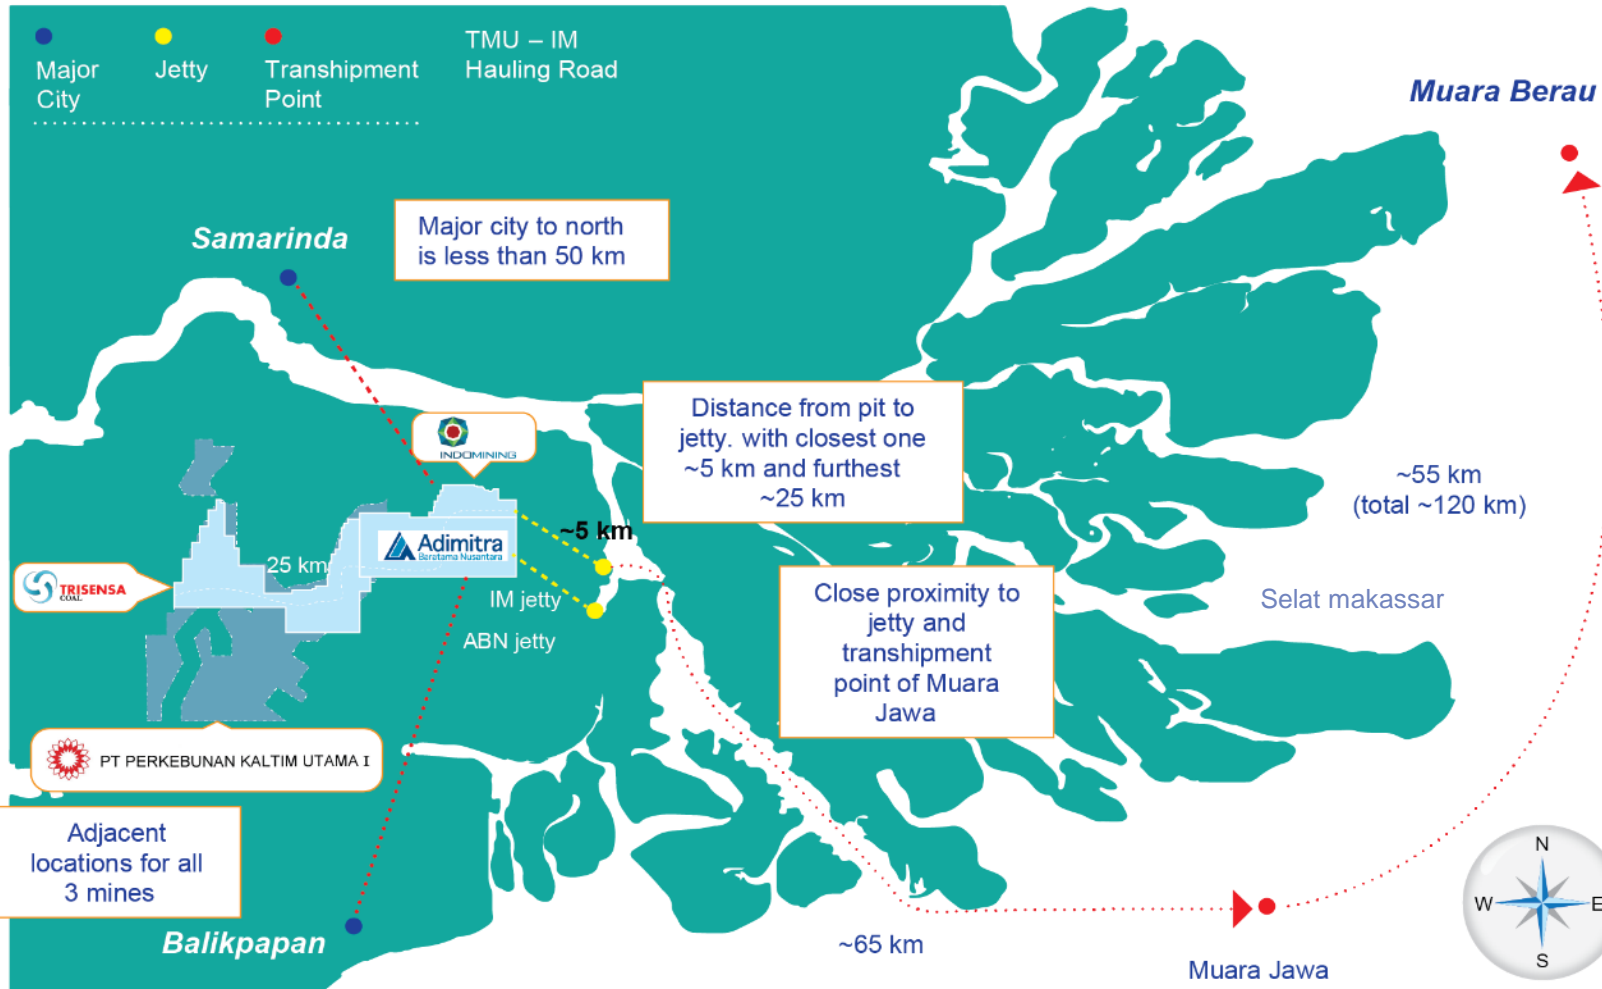 Major
City
Jetty
Transhipment
Point
TMU – IM
Hauling Road
Muara Berau
Samarinda
Major city to north
is less than 50 km
INDOMINING
Distance from pit to
jetty. with closest one
~5 km and furthest
~25 km
~55 km
(total ~120 km)
~5 km
Adimitra
Baratama Nusantara
25 km
TRISENSA
COAL
IM jetty
ABN jetty
Close proximity to
jetty and
transhipment
point of Muara
Jawa
Selat makassar
PT PERKEBUNAN KALTIM UTAMA I
Adjacent
locations for all
3 mines
Balikpapan
~65 km
Muara Jawa
N
W
E
S